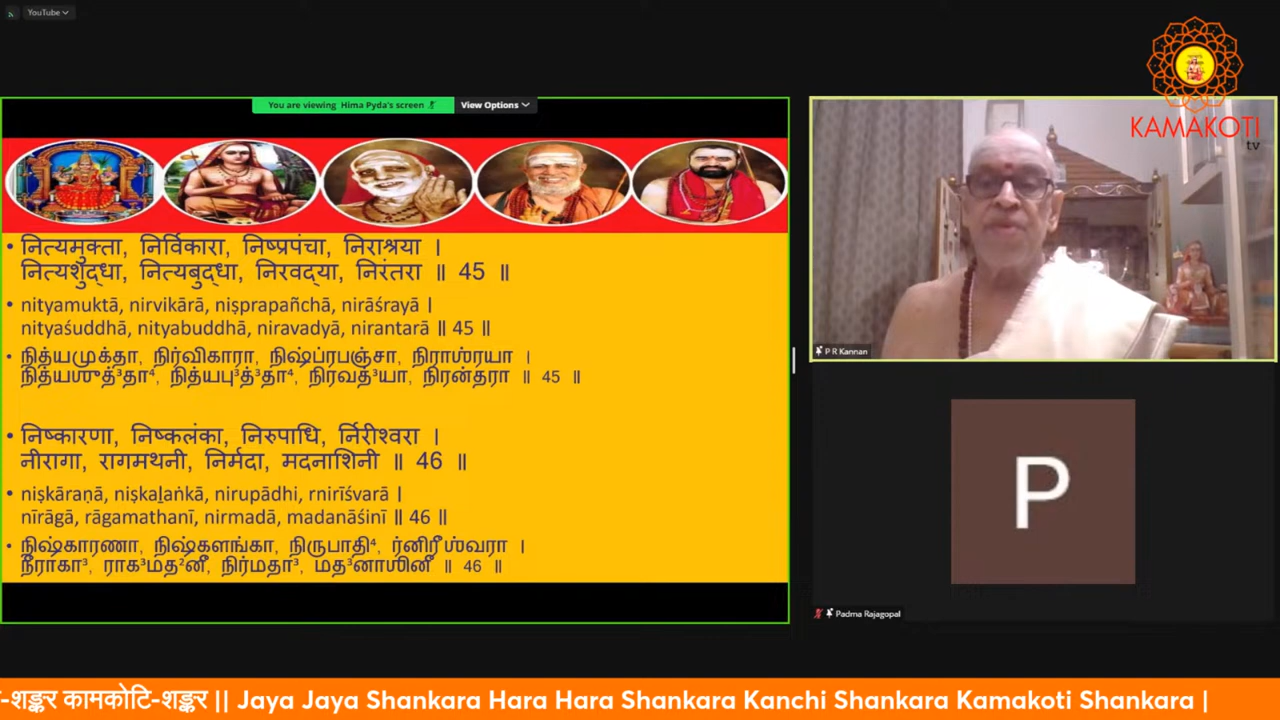 YouTube
KAMAKOTI
tv
You are viewing Hima Pyda's screen
View Options
• नित्यमुक्ता, निर्विकारा, निष्प्रपंचा, निराश्रया ।
नित्यशुद्धा, नित्यबुद्धा, निरवद्या, निरंतरा ॥ 45 ॥
• nityamuktā, nirvikārā, niṣprapañchā, nirāśrayā |
nityaśuddhā, nityabuddhā, niravadyā, nirantarā ‖ 45 ‖
• நித்யமுக்தா, நிர்விகாரா, நிஷ்ப்ரபஞ்சா, நிராஶ்ரயா ।
நித்யஶுத்³தா⁴, நித்யபு³த்³தா⁴, நிரவத்³யா, நிரன்தரா ॥ 45 ॥
• निष्कारणा, निष्कलंका, निरुपाधि, र्निरीश्वरा ।
नीरागा, रागमथनी, निर्मदा, मदनाशिनी ॥ 46 ॥
• niṣkāraṇā, niṣkaḻaṅkā, nirupādhi, rnirīśvarā |
nīrāgā, rāgamathanī, nirmadā, madanāśinī ‖ 46 ‖
• நிஷ்காரணா, நிஷ்களங்கா, நிருபாதி⁴, ர்னிரீஶ்வரா ।
நீராகா³, ராக³மத²னீ, நிர்மதா³, மத³னாஶினீ ॥ 46 ॥
P R Kannan
P
Padma Rajagopal
-शङ्कर कामकोटि-शङ्कर || Jaya Jaya Shankara Hara Hara Shankara Kanchi Shankara Kamakoti Shankara |